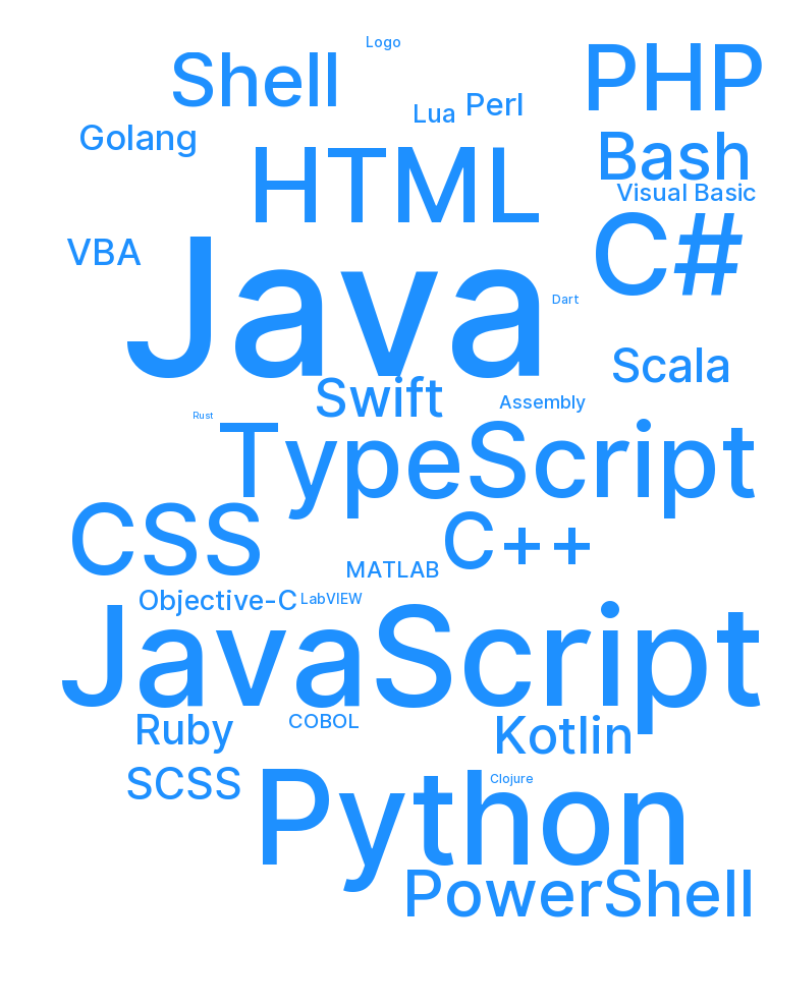 Logo
Shell
PHP
Lua
Perl
Golang
Bash
HTML
Visual Basic
VBA
C#
Java
Dart
Scala
Swift
Assembly
Rust
TypeScript
CSS
C++
MATLAB
Objective-C
LabVIEW
JavaScript
Ruby
COBOL
Kotlin
SCSS
Clojure
Python
PowerShell